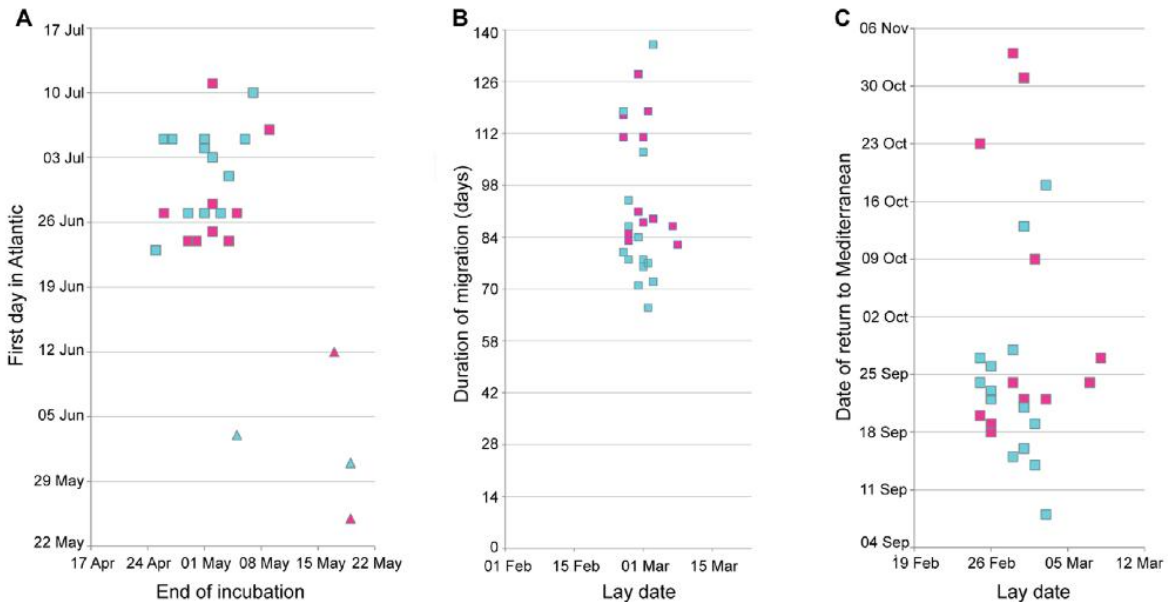 A
First day in Atlantic
17 Jul
10 Jul
03 Jul
26 Jun
19 Jun
12 Jun
05 Jun
29 May
22 May
17 Apr 24 Apr 01 May 08 May 15 May 22 May
End of incubation
B
Duration of migration (days)
140
126
112
98
84
70
58
42
28
14
0
01 Feb 15 Feb 01 Mar 15 Mar
Lay date
C
Date of return to Mediterranean
06 Nov
30 Oct
23 Oct
16 Oct
09 Oct
02 Oct
25 Sep
18 Sep
11 Sep
04 Sep
19 Feb 26 Feb 05 Mar 12 Mar
Lay date